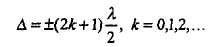 Δ = ±(2k+1) λ/2, k = 0,1,2,...